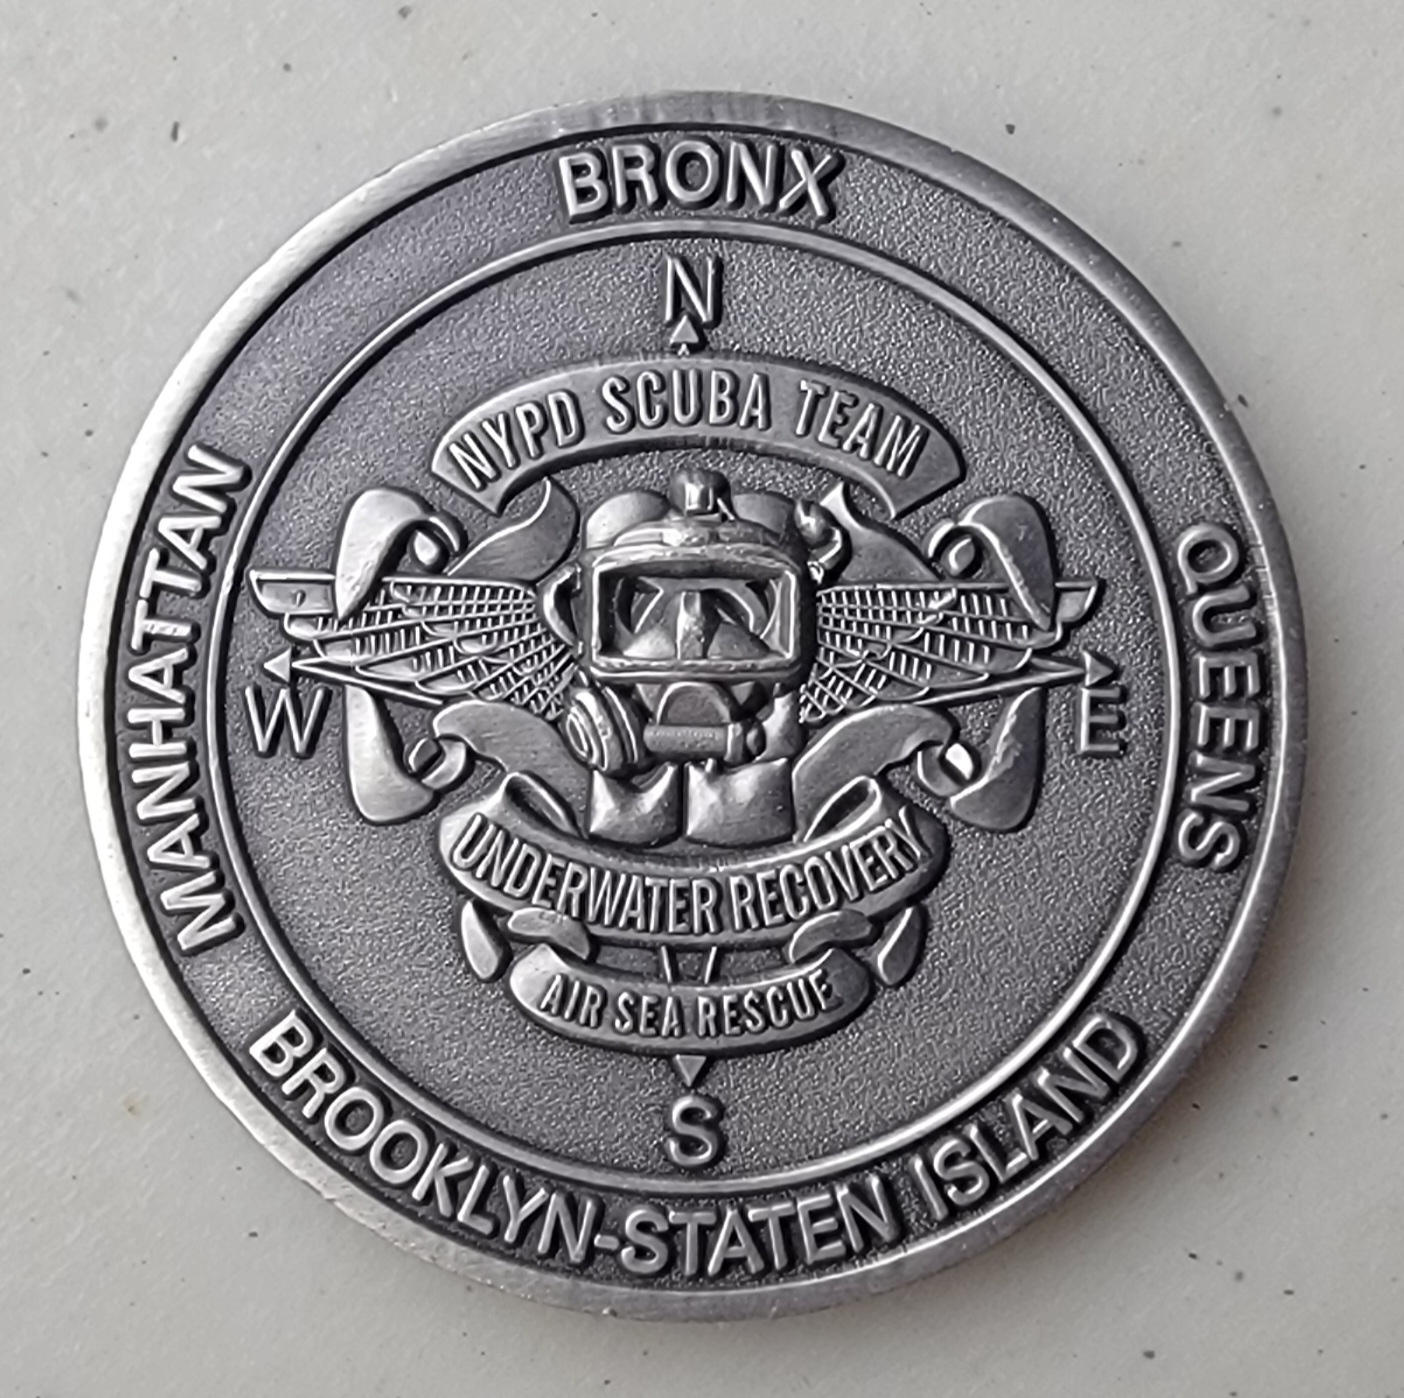 BRONX
N
NYPD SCUBA TEAM
MANHATTAN
QUEENS
W
E
UNDERWATER RECOVERY
AIR SEA RESCUE
S
BROOKLYN-STATEN ISLAND